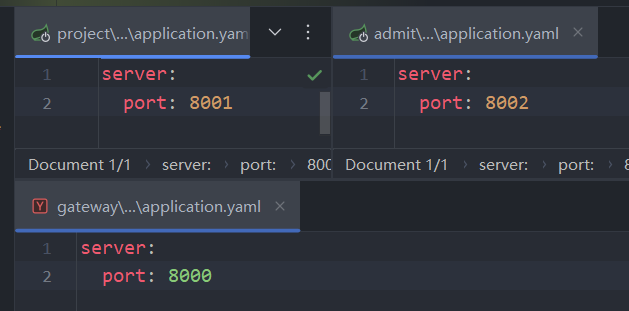 project\...\application.yam
1 server:
2 port: 8001
Document 1/1 › server: › port: › 800
admit\...\application.yaml
1 server:
2 port: 8002
Document 1/1 › server: › port: › 8
gateway\...\application.yaml
1 server:
2 port: 8000